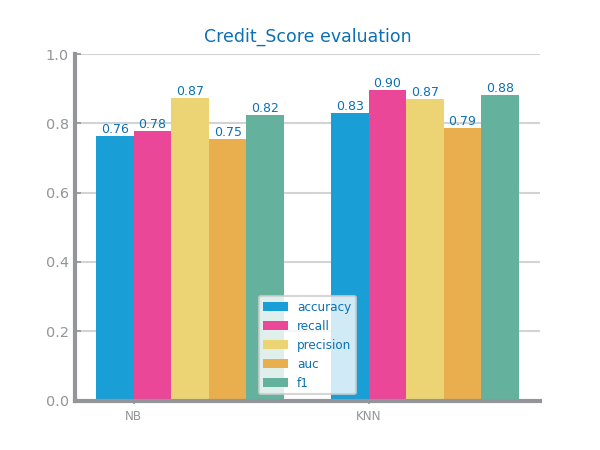 Credit_Score evaluation
1.0
0.8
0.6
0.4
0.2
0.0
0.76 0.78 0.87 0.75 0.82 0.83 0.90 0.87 0.79 0.88
accuracy
recall
precision
auc
f1
NB KNN